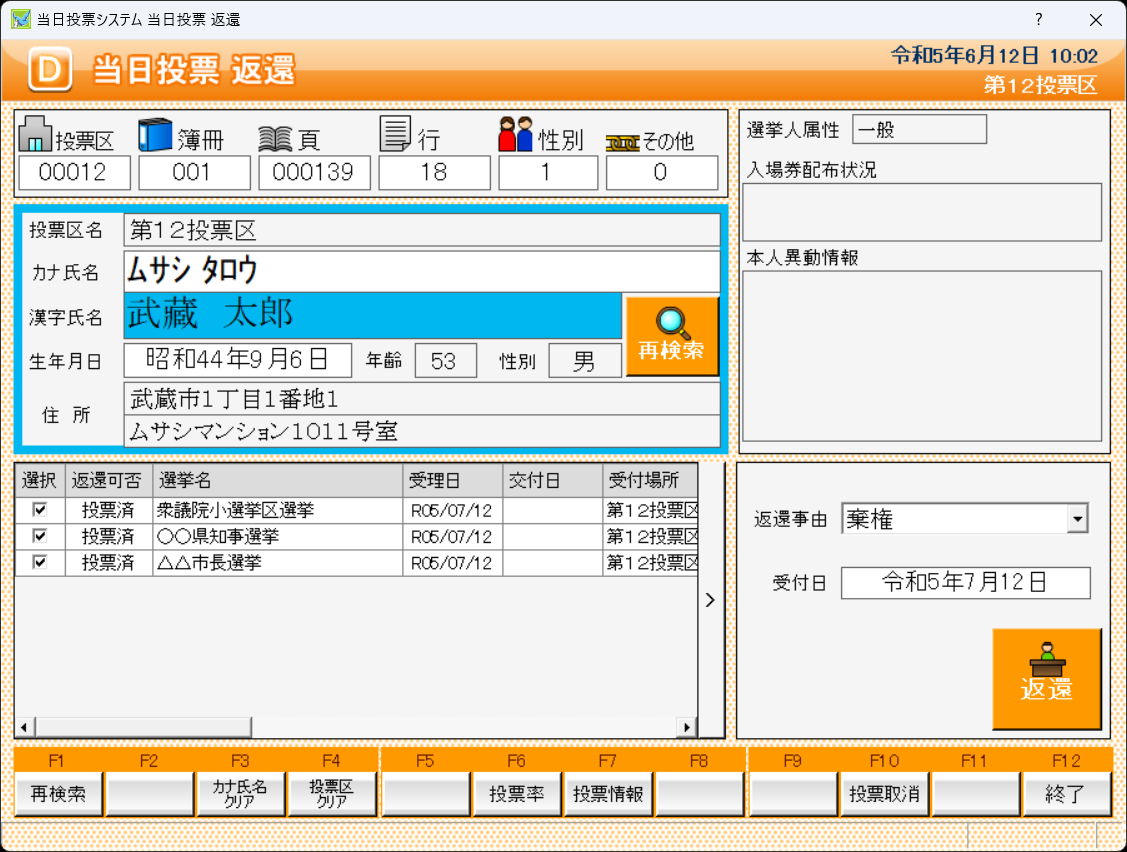 当日投票システム 当日投票 返還
?
D 当日投票 返還
令和5年6月12日 10:02
第12投票区
投票区 簿冊 頁 行 性別 その他
00012 001 000139 18 1 0
選挙人属性 一般
入場券配布状況
本人異動情報
投票区名 第12投票区
カナ氏名 ムサシ タロウ
漢字氏名 武蔵 太郎
再検索
生年月日 昭和44年9月6日 年齢 53 性別 男
住 所 武蔵市1丁目1番地1
ムサシマンション1011号室
選択 返還可否 選挙名 受理日 交付日 受付場所
投票済 衆議院小選挙区選挙 R05/07/12 第12投票区
投票済 〇〇県知事選挙 R05/07/12 第12投票区
投票済 △△市長選挙 R05/07/12 第12投票区
>
返還事由 棄権
受付日 令和5年7月12日
返還
F1 F2 F3 F4 F5 F6 F7 F8 F9 F10 F11 F12
再検索
カナ氏名
クリア
投票区
クリア
投票率
投票情報
投票取消
終了